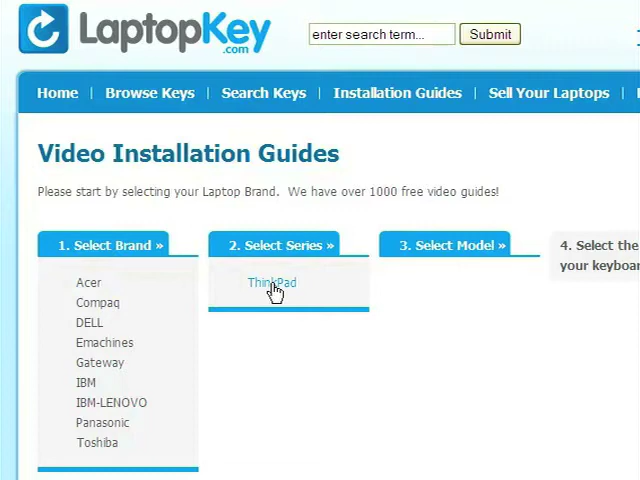 LaptopKey
.com
enter search term...
Submit
Home
Browse Keys
Search Keys
Installation Guides
Sell Your Laptops
Video Installation Guides
Please start by selecting your Laptop Brand.  We have over 1000 free video guides!
1. Select Brand »
2. Select Series »
3. Select Model »
4. Select the
your keyboar
Acer
Compaq
DELL
Emachines
Gateway
IBM
IBM-LENOVO
Panasonic
Toshiba
ThinkPad